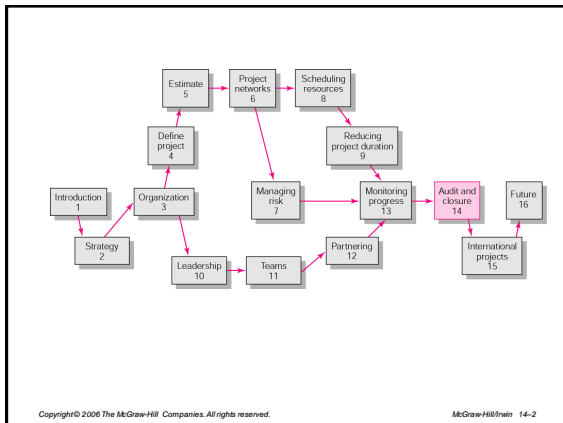 Estimate
5
Project
networks
6
Scheduling
resources
8
Define
project
4
Reducing
project duration
9
Introduction
1
Organization
3
Managing
risk
7
Monitoring
progress
13
Audit and
closure
14
Future
16
Strategy
2
Leadership
10
Teams
11
Partnering
12
International
projects
15
Copyright © 2006 The McGraw-Hill Companies. All rights reserved.
McGraw-Hill/Irwin 14–2